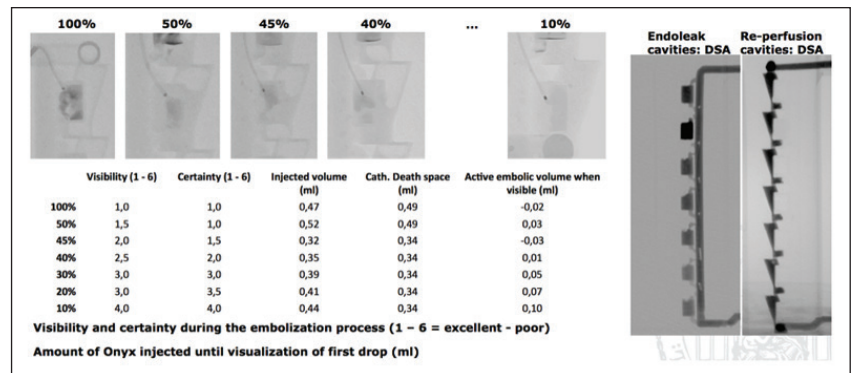 100% 50% 45% 40% ... 10%
Endoleak cavities: DSA
Re-perfusion cavities: DSA
Visibility (1 - 6) Certainty (1 - 6) Injected volume (ml) Cath. Death space (ml) Active embolic volume when visible (ml)
100% 1,0 1,0 0,47 0,49 -0,02
50% 1,5 1,0 0,52 0,49 0,03
45% 2,0 1,5 0,32 0,34 -0,03
40% 2,5 2,0 0,35 0,34 0,01
30% 3,0 3,0 0,39 0,34 0,05
20% 3,0 3,5 0,41 0,34 0,07
10% 4,0 4,0 0,44 0,34 0,10
Visibility and certainty during the embolization process (1 – 6 = excellent - poor)
Amount of Onyx injected until visualization of first drop (ml)